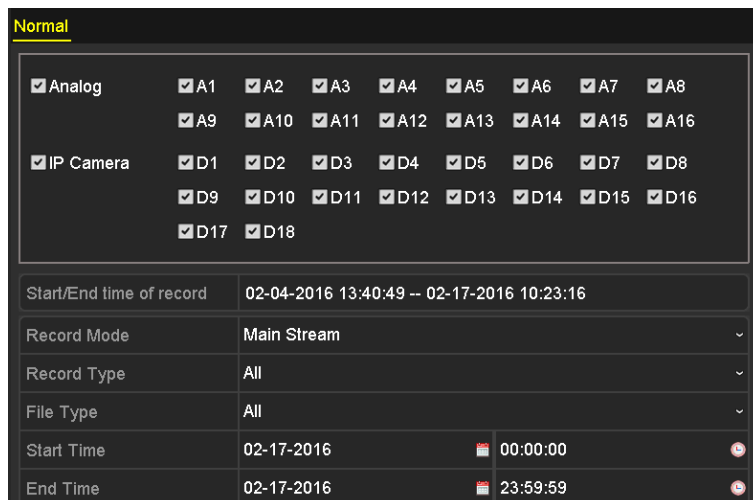 Normal
Analog A1 A2 A3 A4 A5 A6 A7 A8
A9 A10 A11 A12 A13 A14 A15 A16
IP Camera D1 D2 D3 D4 D5 D6 D7 D8
D9 D10 D11 D12 D13 D14 D15 D16
D17 D18
Start/End time of record 02-04-2016 13:40:49 -- 02-17-2016 10:23:16
Record Mode Main Stream
Record Type All
File Type All
Start Time 02-17-2016 00:00:00
End Time 02-17-2016 23:59:59